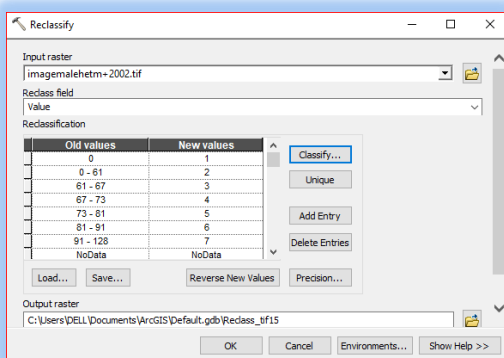 Reclassify
Input raster
imagemalehetm+2002.tif
Reclass field
Value
Reclassification
Old values New values
0 1
0 - 61 2
61 - 67 3
67 - 73 4
73 - 81 5
81 - 91 6
91 - 128 7
NoData NoData
Classify...
Unique
Add Entry
Delete Entries
Load... Save... Reverse New Values Precision...
Output raster
C:\Users\DELL\Documents\ArcGIS\Default.gdb\Reclass_tif15
OK Cancel Environments... Show Help >>